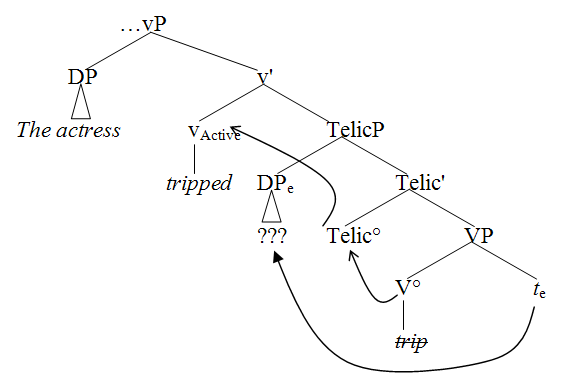 …vP
DP v'
The actress vActive TelicP
tripped DPe Telic'
??? Telic° VP
V° te
trip